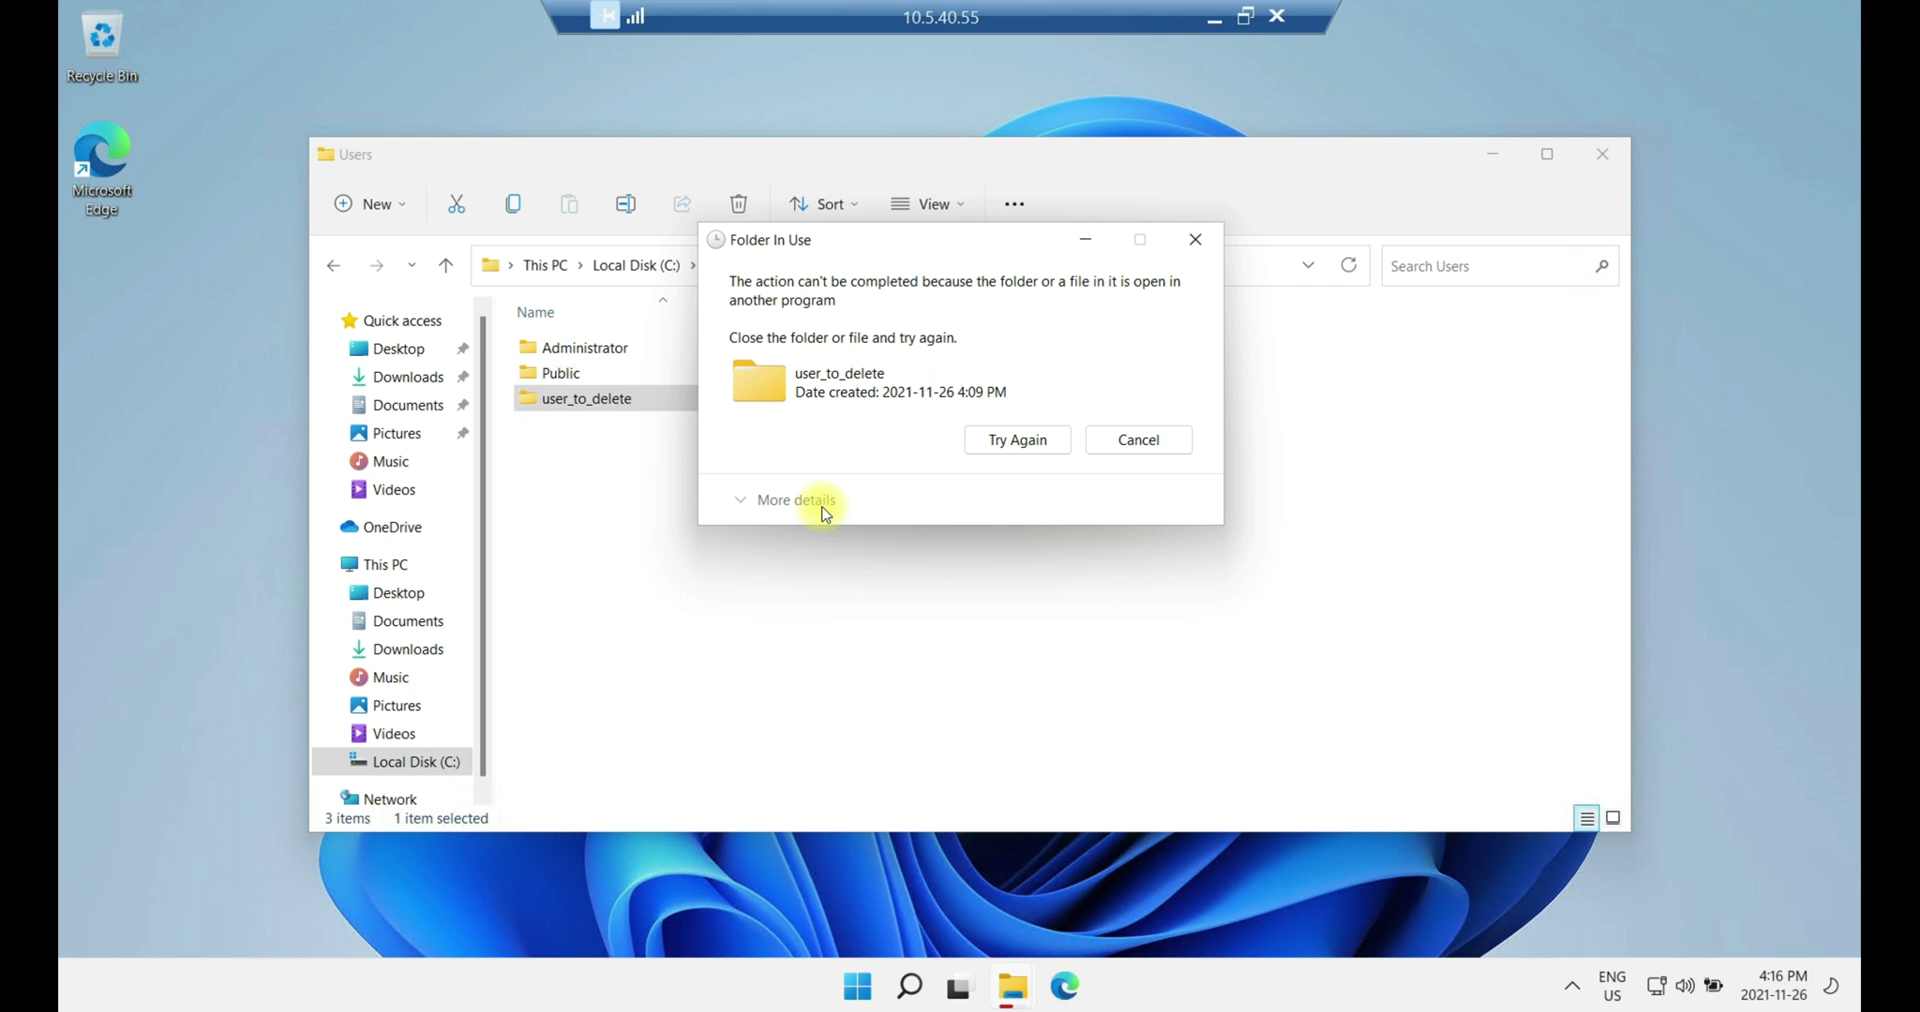 10.5.40.55
Recycle Bin
Microsoft
Edge
Users
New
Sort
View
This PC
Local Disk (C:)
Search Users
Folder In Use
The action can't be completed because the folder or a file in it is open in
another program
Close the folder or file and try again.
user_to_delete
Date created: 2021-11-26 4:09 PM
Try Again
Cancel
More details
Name
Administrator
Public
user_to_delete
Quick access
Desktop
Downloads
Documents
Pictures
Music
Videos
OneDrive
This PC
Desktop
Documents
Downloads
Music
Pictures
Videos
Local Disk (C:)
Network
3 items 1 item selected
ENG
US
4:16 PM
2021-11-26